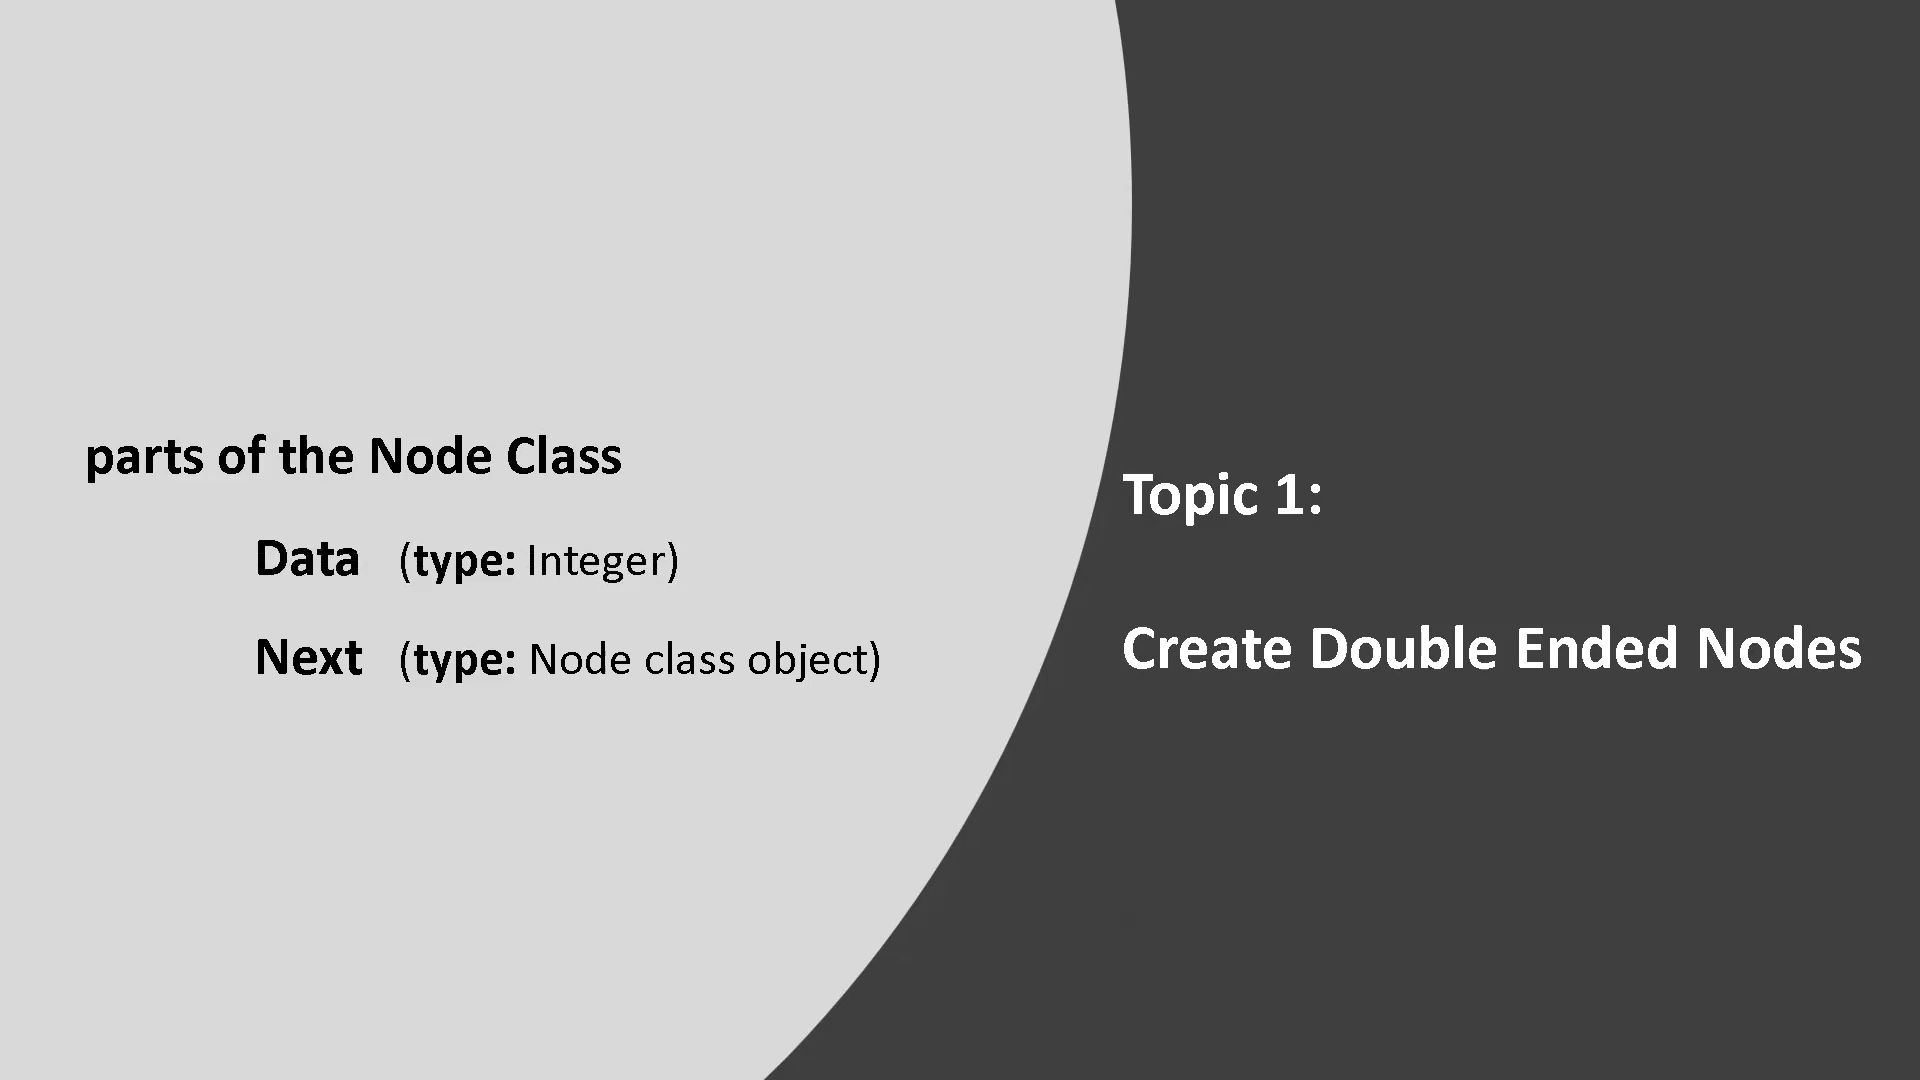 parts of the Node Class
Data (type: Integer)
Next (type: Node class object)
Topic 1:
Create Double Ended Nodes